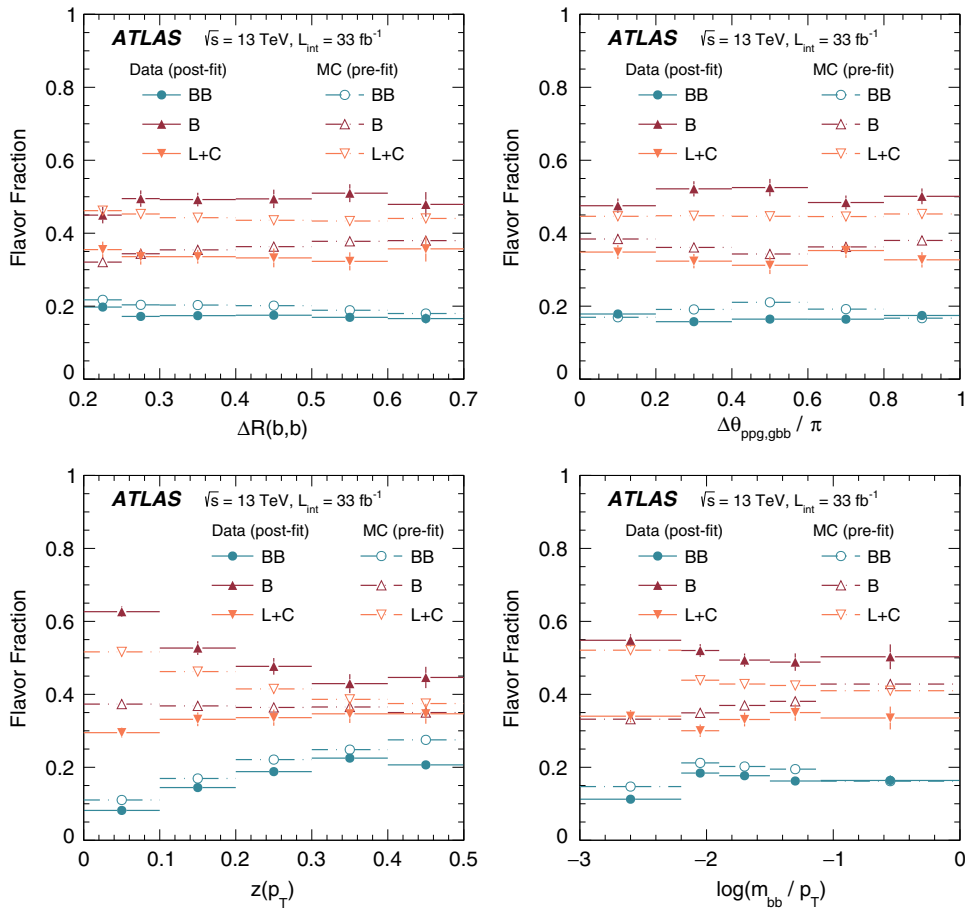 ATLAS √s = 13 TeV, L_int = 33 fb⁻¹
Data (post-fit) MC (pre-fit)
BB BB
B B
L+C L+C
Flavor Fraction
1
0.8
0.6
0.4
0.2
0
0.2 0.3 0.4 0.5 0.6 0.7
ΔR(b,b)
ATLAS √s = 13 TeV, L_int = 33 fb⁻¹
Data (post-fit) MC (pre-fit)
BB BB
B B
L+C L+C
Flavor Fraction
1
0.8
0.6
0.4
0.2
0
0 0.2 0.4 0.6 0.8 1
Δθ_ppg,gbb / π
ATLAS √s = 13 TeV, L_int = 33 fb⁻¹
Data (post-fit) MC (pre-fit)
BB BB
B B
L+C L+C
Flavor Fraction
1
0.8
0.6
0.4
0.2
0
0 0.1 0.2 0.3 0.4 0.5
z(p_T)
ATLAS √s = 13 TeV, L_int = 33 fb⁻¹
Data (post-fit) MC (pre-fit)
BB BB
B B
L+C L+C
Flavor Fraction
1
0.8
0.6
0.4
0.2
0
−3 −2 −1 0
log(m_bb / p_T)